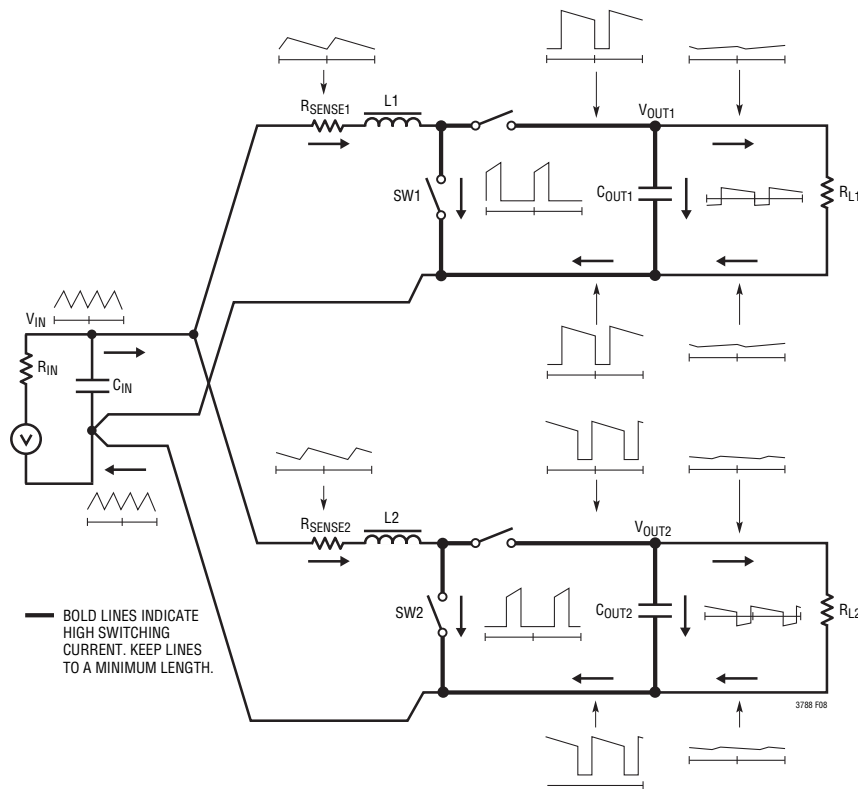 RSENSE1
L1
VOUT1
SW1
COUT1
RL1
VIN
RIN
CIN
V
RSENSE2
L2
VOUT2
SW2
COUT2
RL2
BOLD LINES INDICATE
HIGH SWITCHING
CURRENT. KEEP LINES
TO A MINIMUM LENGTH.
3788 F08